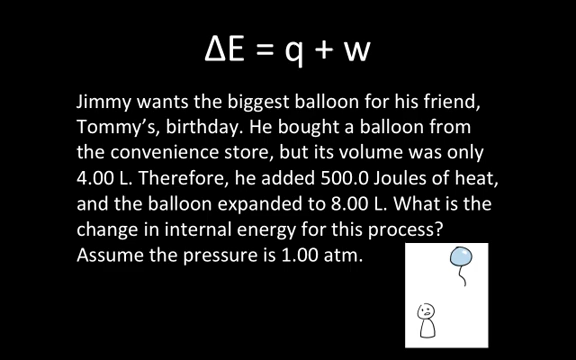 ΔE = q + w
Jimmy wants the biggest balloon for his friend,
Tommy's, birthday. He bought a balloon from
the convenience store, but its volume was only
4.00 L. Therefore, he added 500.0 Joules of heat,
and the balloon expanded to 8.00 L. What is the
change in internal energy for this process?
Assume the pressure is 1.00 atm.